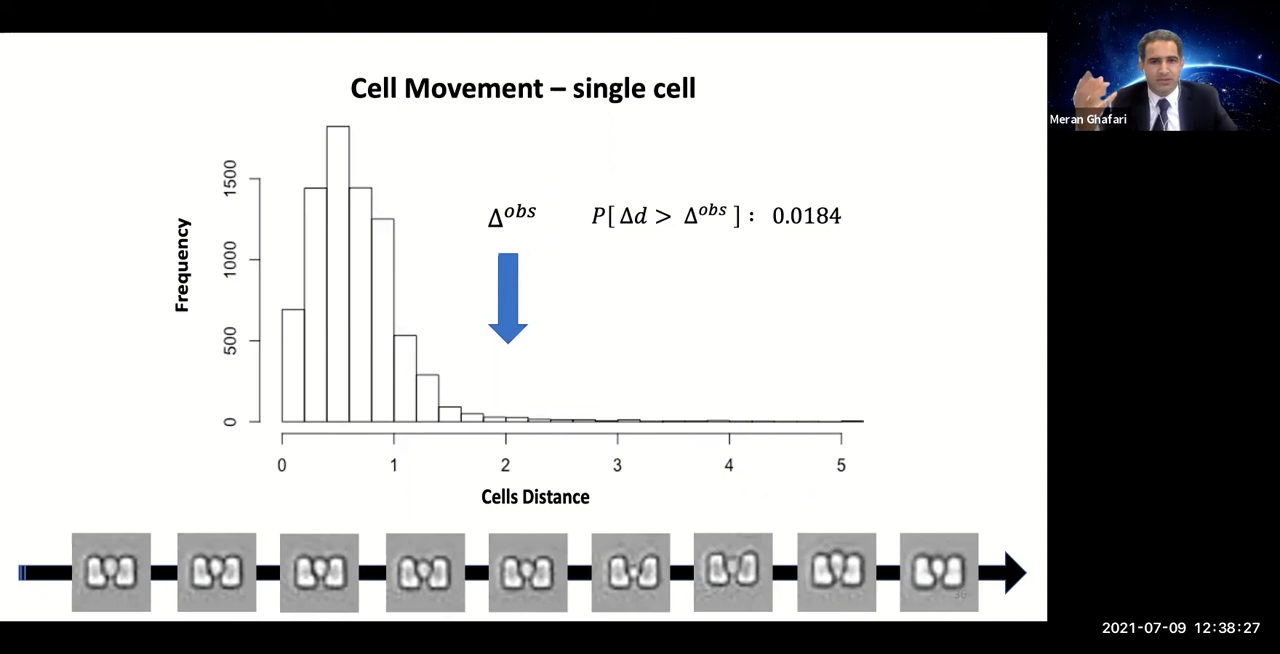 Cell Movement – single cell
Meran Ghafari
1500
1000
500
0
Frequency
Δ^obs
P[ Δd > Δ^obs ] : 0.0184
0 1 2 3 4 5
Cells Distance
36
2021-07-09 12:38:27